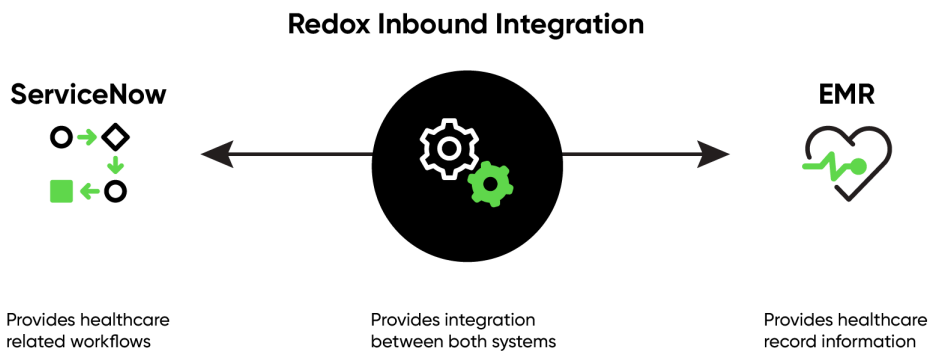 Redox Inbound Integration
ServiceNow
EMR
Provides healthcare
related workflows
Provides integration
between both systems
Provides healthcare
record information